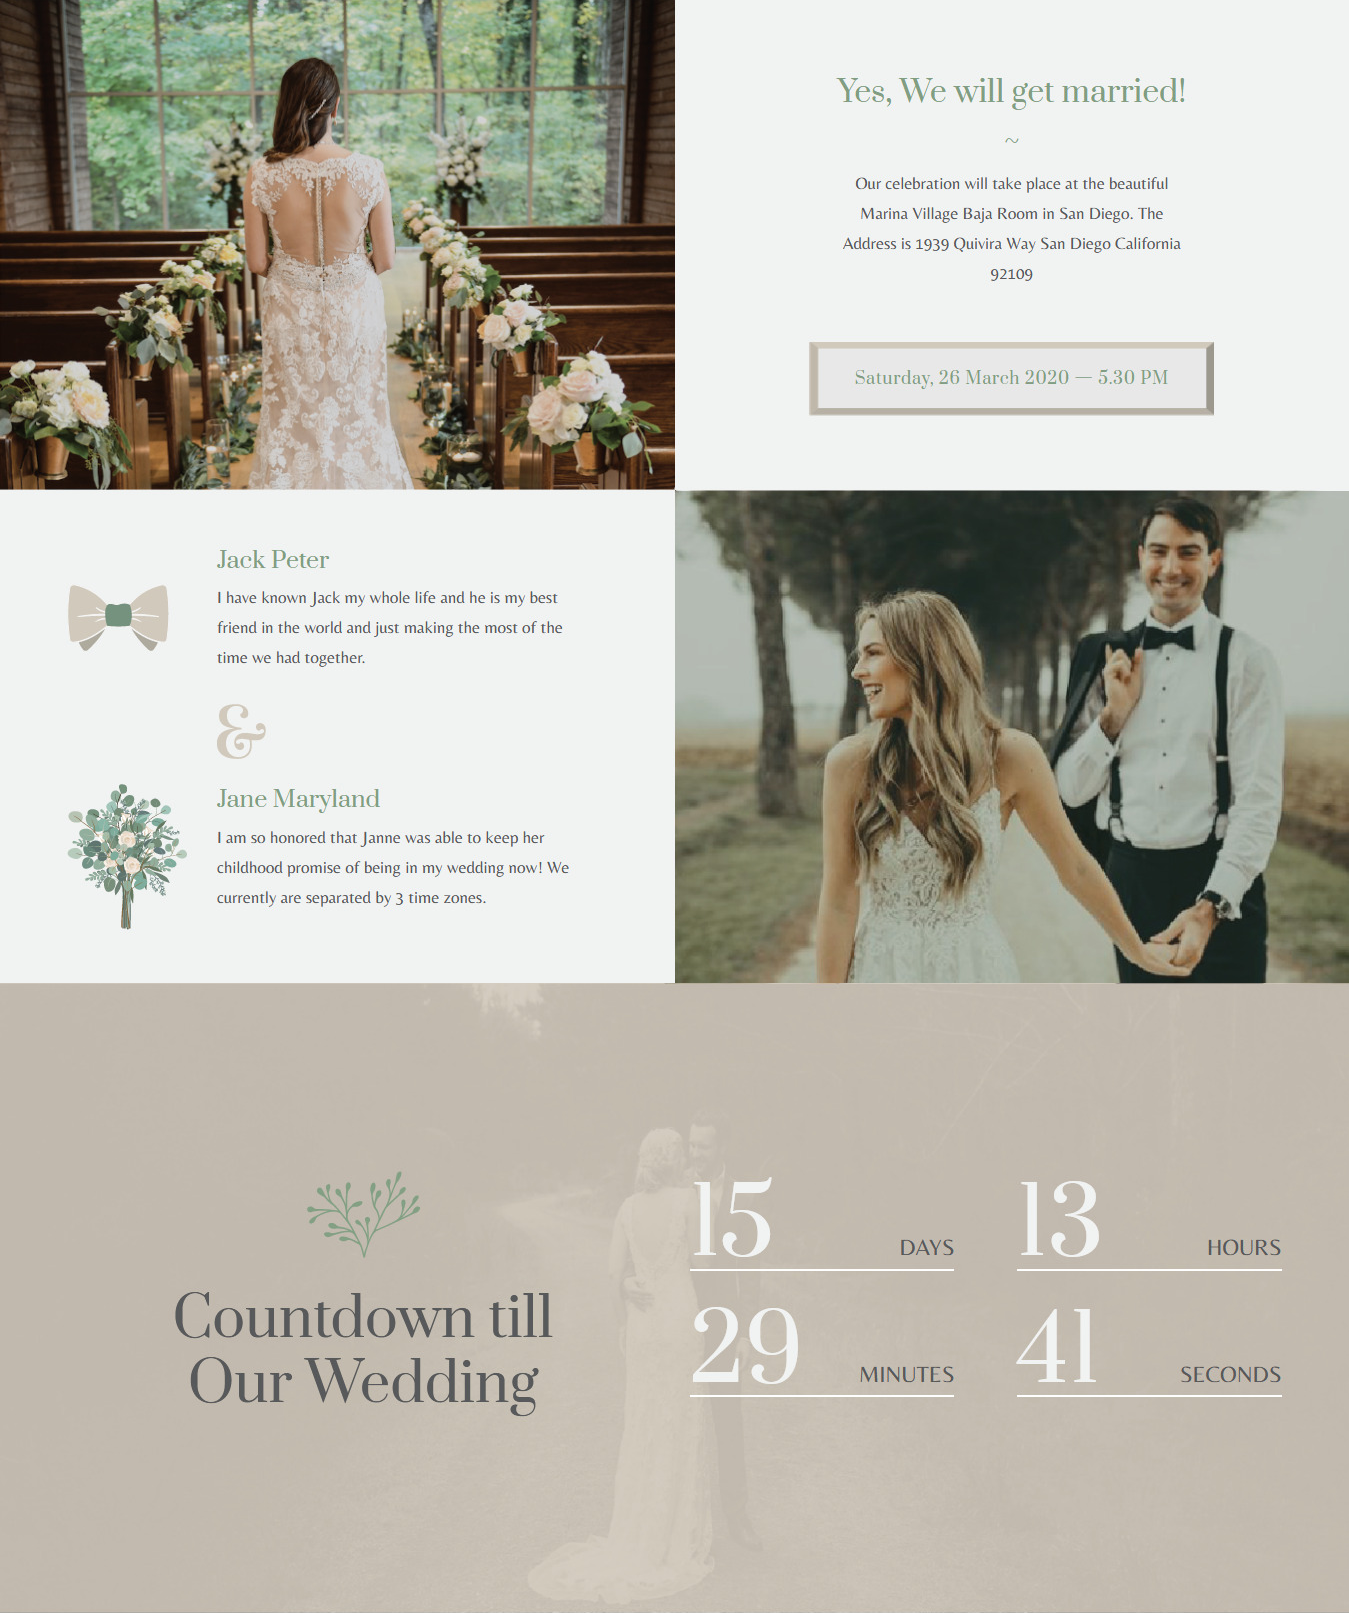 Yes, We will get married!
~
Our celebration will take place at the beautiful
Marina Village Baja Room in San Diego. The
Address is 1939 Quivira Way San Diego California
92109
Saturday, 26 March 2020 — 5.30 PM
Jack Peter
I have known Jack my whole life and he is my best
friend in the world and just making the most of the
time we had together.
&
Jane Maryland
I am so honored that Janne was able to keep her
childhood promise of being in my wedding now! We
currently are separated by 3 time zones.
Countdown till
Our Wedding
15 DAYS
13 HOURS
29 MINUTES
41 SECONDS